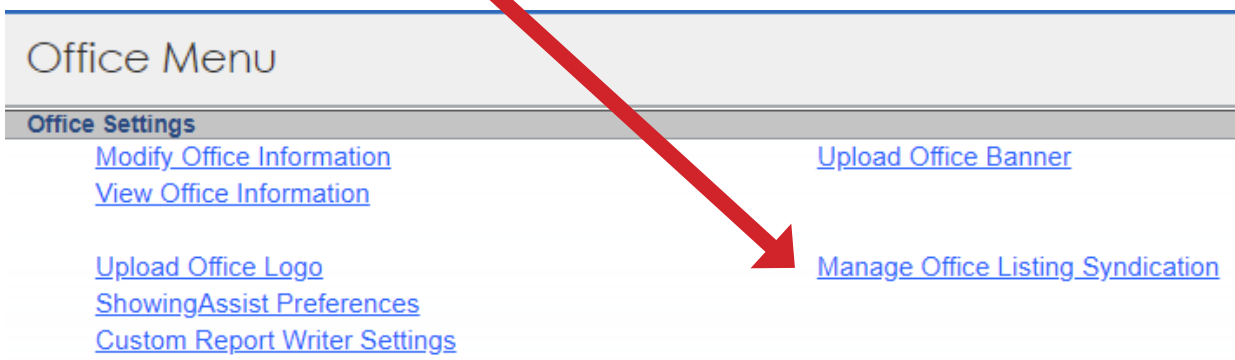 Office Menu
Office Settings
Modify Office Information
Upload Office Banner
View Office Information
Upload Office Logo
Manage Office Listing Syndication
ShowingAssist Preferences
Custom Report Writer Settings